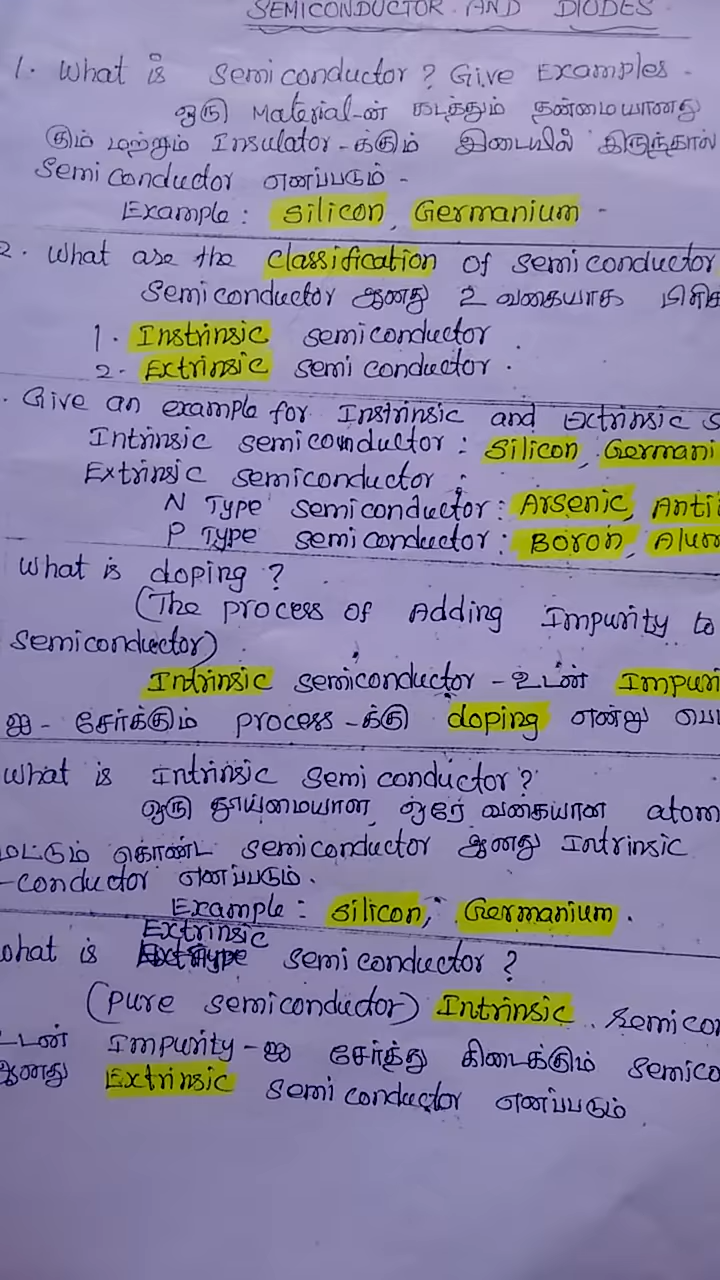 SEMICONDUCTOR AND DIODES
1. What is semiconductor? Give Examples.
ஒரு Material-ன் கடத்தும் தன்மையானது
க்கும் மற்றும் Insulator-க்கும் இடையில் இருந்தால்
Semi Conductor எனப்படும்.
Example: Silicon, Germanium.
2. What are the classification of semiconductor
Semiconductor ஆனது 2 வகையாக பிரிக
1. Instrinsic semiconductor
2. Extrinsic semi conductor.
. Give an example for Instrinsic and Extrinsic S
Intrinsic semiconductor: Silicon, Germani
Extrinsic semiconductor:
N Type semiconductor: Arsenic, Anti
P Type semi conductor: Boron, Alum
What is doping?
(The process of Adding Impurity to
semiconductor)
Intrinsic semiconductor - உடன் Impuri
ஐ - சேர்க்கும் process-க்கு doping என்று பெ
What is Intrinsic Semi conductor?
ஒரு தூய்மையான, ஒரே வகையான atom
மட்டும் கொண்ட semiconductor ஆனது Intrinsic
-conductor எனப்படும்.
Example: Silicon, Germanium.
Extrinsic
what is semi conductor?
(pure semiconductor) Intrinsic semicon
உடன் Impurity-ஐ சேர்த்து கிடைக்கும் semico
ஆனது Extrinsic semi conductor எனப்படும்